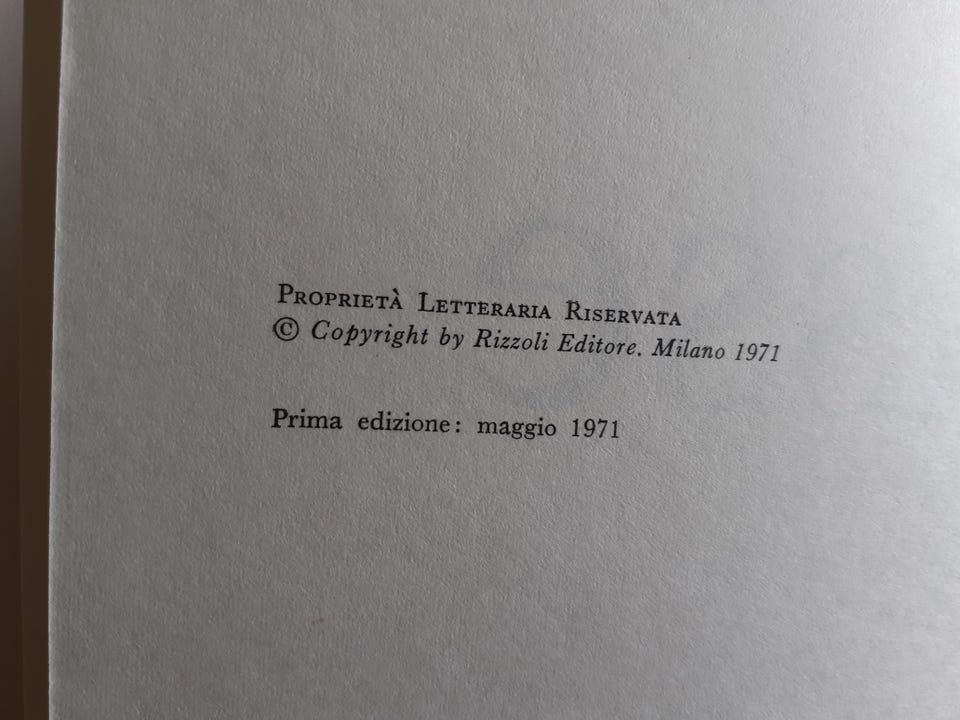 Proprietà Letteraria Riservata
© Copyright by Rizzoli Editore. Milano 1971
Prima edizione: maggio 1971